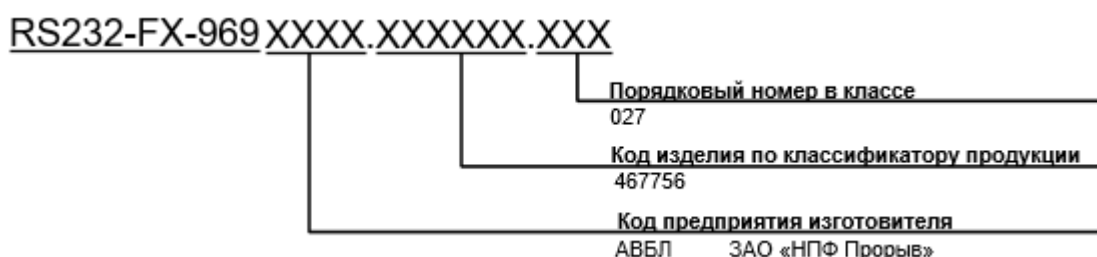 RS232-FX-969 XXXX.XXXXXX.XXX
Порядковый номер в классе
027
Код изделия по классификатору продукции
467756
Код предприятия изготовителя
АВБЛ ЗАО «НПФ Прорыв»